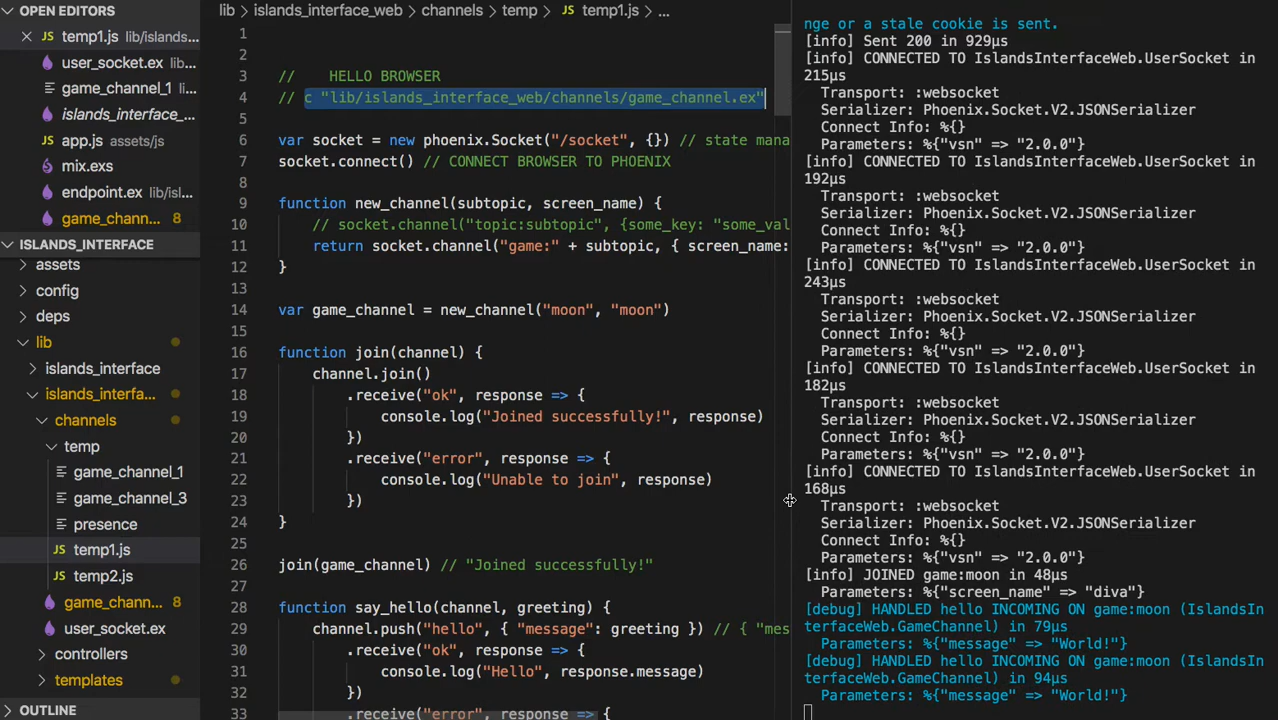 OPEN EDITORS
temp1.js lib/islands...
user_socket.ex lib/...
game_channel_1 li...
islands_interface_...
app.js assets/js
mix.exs
endpoint.ex lib/isl...
game_chann... 8
ISLANDS_INTERFACE
assets
config
deps
lib
islands_interface
islands_interfa...
channels
temp
game_channel_1
game_channel_3
presence
JS temp1.js
JS temp2.js
game_chann... 8
user_socket.ex
controllers
templates
OUTLINE
lib > islands_interface_web > channels > temp > JS temp1.js > ...
1
2
3 // HELLO BROWSER
4 // c "lib/islands_interface_web/channels/game_channel.ex"
5
6 var socket = new phoenix.Socket("/socket", {}) // state mana
7 socket.connect() // CONNECT BROWSER TO PHOENIX
8
9 function new_channel(subtopic, screen_name) {
10 // socket.channel("topic:subtopic", {some_key: "some_val
11 return socket.channel("game:" + subtopic, { screen_name:
12 }
13
14 var game_channel = new_channel("moon", "moon")
15
16 function join(channel) {
17 channel.join()
18 .receive("ok", response => {
19 console.log("Joined successfully!", response)
20 })
21 .receive("error", response => {
22 console.log("Unable to join", response)
23 })
24 }
25
26 join(game_channel) // "Joined successfully!"
27
28 function say_hello(channel, greeting) {
29 channel.push("hello", { "message": greeting }) // { "mes
30 .receive("ok", response => {
31 console.log("Hello", response.message)
32 })
33 .receive("error", response => {
nge or a stale cookie is sent.
[info] Sent 200 in 929µs
[info] CONNECTED TO IslandsInterfaceWeb.UserSocket in
215µs
Transport: :websocket
Serializer: Phoenix.Socket.V2.JSONSerializer
Connect Info: %{}
Parameters: %{"vsn" => "2.0.0"}
[info] CONNECTED TO IslandsInterfaceWeb.UserSocket in
192µs
Transport: :websocket
Serializer: Phoenix.Socket.V2.JSONSerializer
Connect Info: %{}
Parameters: %{"vsn" => "2.0.0"}
[info] CONNECTED TO IslandsInterfaceWeb.UserSocket in
243µs
Transport: :websocket
Serializer: Phoenix.Socket.V2.JSONSerializer
Connect Info: %{}
Parameters: %{"vsn" => "2.0.0"}
[info] CONNECTED TO IslandsInterfaceWeb.UserSocket in
182µs
Transport: :websocket
Serializer: Phoenix.Socket.V2.JSONSerializer
Connect Info: %{}
Parameters: %{"vsn" => "2.0.0"}
[info] CONNECTED TO IslandsInterfaceWeb.UserSocket in
168µs
Transport: :websocket
Serializer: Phoenix.Socket.V2.JSONSerializer
Connect Info: %{}
Parameters: %{"vsn" => "2.0.0"}
[info] JOINED game:moon in 48µs
Parameters: %{"screen_name" => "diva"}
[debug] HANDLED hello INCOMING ON game:moon (IslandsIn
terfaceWeb.GameChannel) in 79µs
Parameters: %{"message" => "World!"}
[debug] HANDLED hello INCOMING ON game:moon (IslandsIn
terfaceWeb.GameChannel) in 94µs
Parameters: %{"message" => "World!"}